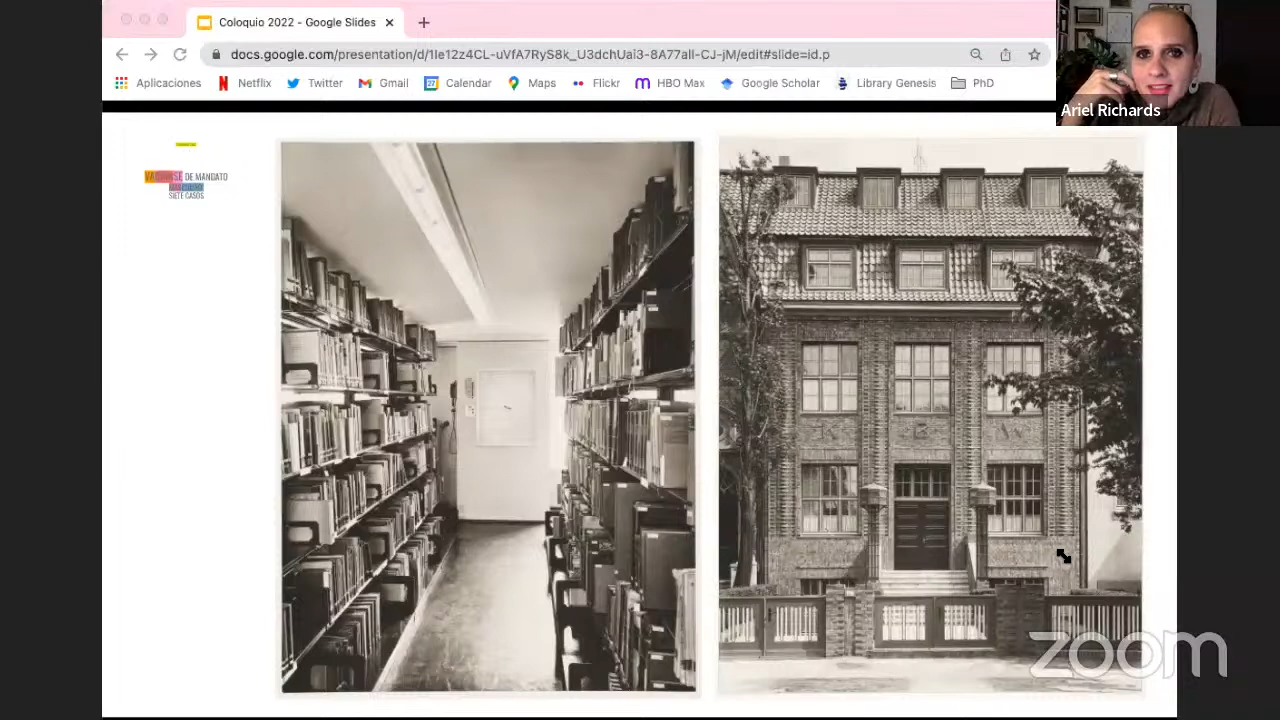 Coloquio 2022 - Google Slides
docs.google.com/presentation/d/1Ie12z4CL-uVfA7RyS8k_U3dchUai3-8A77all-CJ-jM/edit#slide=id.p
Aplicaciones Netflix Twitter Gmail Calendar Maps Flickr HBO Max Google Scholar Library Genesis PhD
Ariel Richards
DE MANDATO
SIETE CASOS
K B W
zoom